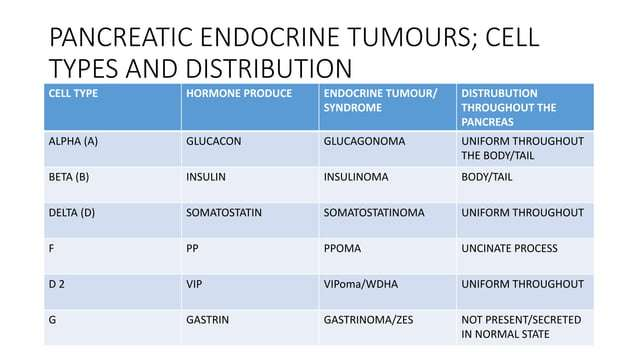 PANCREATIC ENDOCRINE TUMOURS; CELL
TYPES AND DISTRIBUTION
CELL TYPE HORMONE PRODUCE ENDOCRINE TUMOUR/ DISTRUBUTION
SYNDROME THROUGHOUT THE
PANCREAS
ALPHA (A) GLUCACON GLUCAGONOMA UNIFORM THROUGHOUT
THE BODY/TAIL
BETA (B) INSULIN INSULINOMA BODY/TAIL
DELTA (D) SOMATOSTATIN SOMATOSTATINOMA UNIFORM THROUGHOUT
F PP PPOMA UNCINATE PROCESS
D 2 VIP VIPoma/WDHA UNIFORM THROUGHOUT
G GASTRIN GASTRINOMA/ZES NOT PRESENT/SECRETED
IN NORMAL STATE